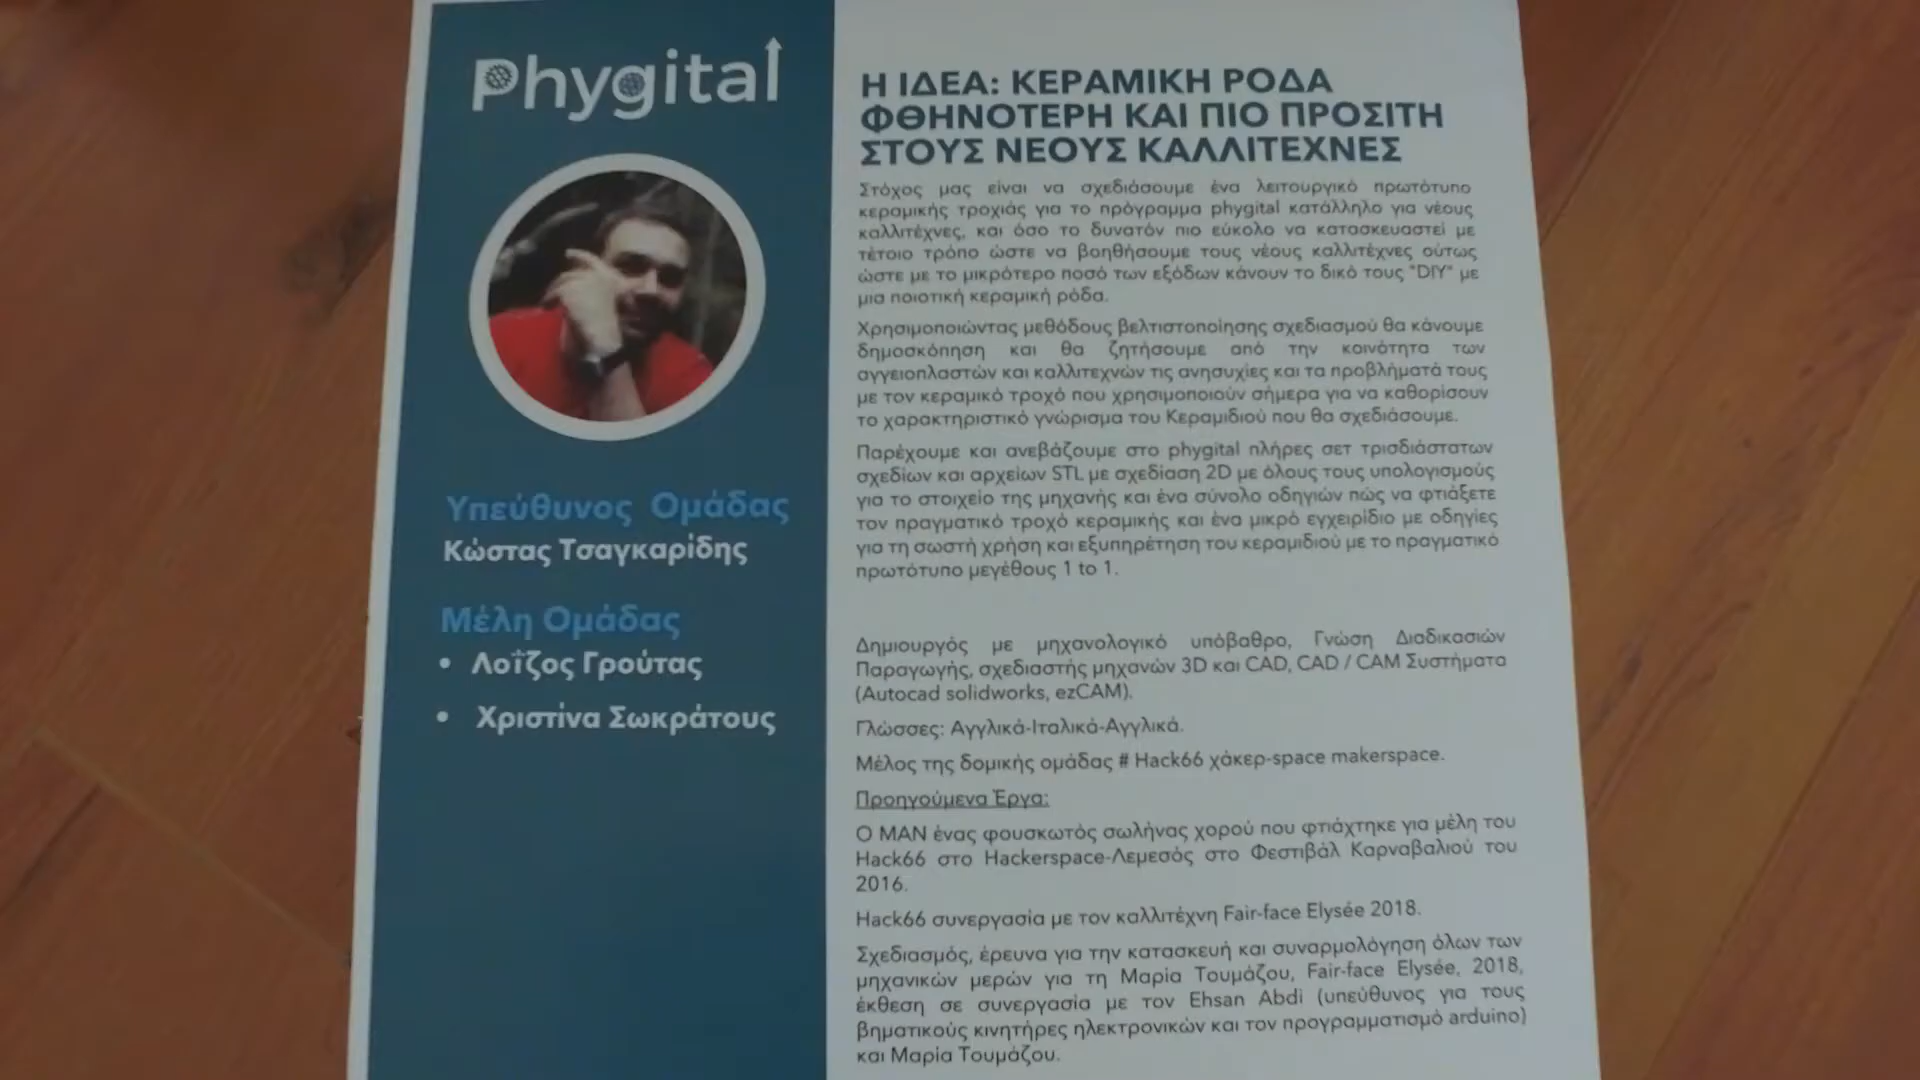 Phygital
Υπεύθυνος Ομάδας
Κώστας Τσαγκαρίδης
Μέλη Ομάδας
• Λοΐζος Γρούτας
• Χριστίνα Σωκράτους
Η ΙΔΕΑ: ΚΕΡΑΜΙΚΗ ΡΟΔΑ
ΦΘΗΝΟΤΕΡΗ ΚΑΙ ΠΙΟ ΠΡΟΣΙΤΗ
ΣΤΟΥΣ ΝΕΟΥΣ ΚΑΛΛΙΤΕΧΝΕΣ
Στόχος μας είναι να σχεδιάσουμε ένα λειτουργικό πρωτότυπο
κεραμικής τροχιάς για το πρόγραμμα phygital κατάλληλο για νέους
καλλιτέχνες, και όσο το δυνατόν πιο εύκολο να κατασκευαστεί με
τέτοιο τρόπο ώστε να βοηθήσουμε τους νέους καλλιτέχνες ούτως
ώστε με το μικρότερο ποσό των εξόδων κάνουν το δικό τους "DIY" με
μια ποιοτική κεραμική ρόδα.
Χρησιμοποιώντας μεθόδους βελτιστοποίησης σχεδιασμού θα κάνουμε
δημοσκόπηση και θα ζητήσουμε από την κοινότητα των
αγγειοπλαστών και καλλιτεχνών τις ανησυχίες και τα προβλήματά τους
με τον κεραμικό τροχό που χρησιμοποιούν σήμερα για να καθορίσουν
το χαρακτηριστικό γνώρισμα του Κεραμιδιού που θα σχεδιάσουμε.
Παρέχουμε και ανεβάζουμε στο phygital πλήρες σετ τρισδιάστατων
σχεδίων και αρχείων STL με σχεδίαση 2D με όλους τους υπολογισμούς
για το στοιχείο της μηχανής και ένα σύνολο οδηγιών πώς να φτιάξετε
τον πραγματικό τροχό κεραμικής και ένα μικρό εγχειρίδιο με οδηγίες
για τη σωστή χρήση και εξυπηρέτηση του κεραμιδιού με το πραγματικό
πρωτότυπο μεγέθους 1 to 1.
Δημιουργός με μηχανολογικό υπόβαθρο, Γνώση Διαδικασιών
Παραγωγής, σχεδιαστής μηχανών 3D και CAD, CAD / CAM Συστήματα
(Autocad solidworks, ezCAM).
Γλώσσες: Αγγλικά-Ιταλικά-Αγγλικά.
Μέλος της δομικής ομάδας # Hack66 χάκερ-space makerspace.
Προηγούμενα Έργα:
Ο ΜΑΝ ένας φουσκωτός σωλήνας χορού που φτιάχτηκε για μέλη του
Hack66 στο Hackerspace-Λεμεσός στο Φεστιβάλ Καρναβαλιού του
2016.
Hack66 συνεργασία με τον καλλιτέχνη Fair-face Elysée 2018.
Σχεδιασμός, έρευνα για την κατασκευή και συναρμολόγηση όλων των
μηχανικών μερών για τη Μαρία Τουμάζου, Fair-face Elysée, 2018,
έκθεση σε συνεργασία με τον Ehsan Abdi (υπεύθυνος για τους
βηματικούς κινητήρες ηλεκτρονικών και τον προγραμματισμό arduino)
και Μαρία Τουμάζου.